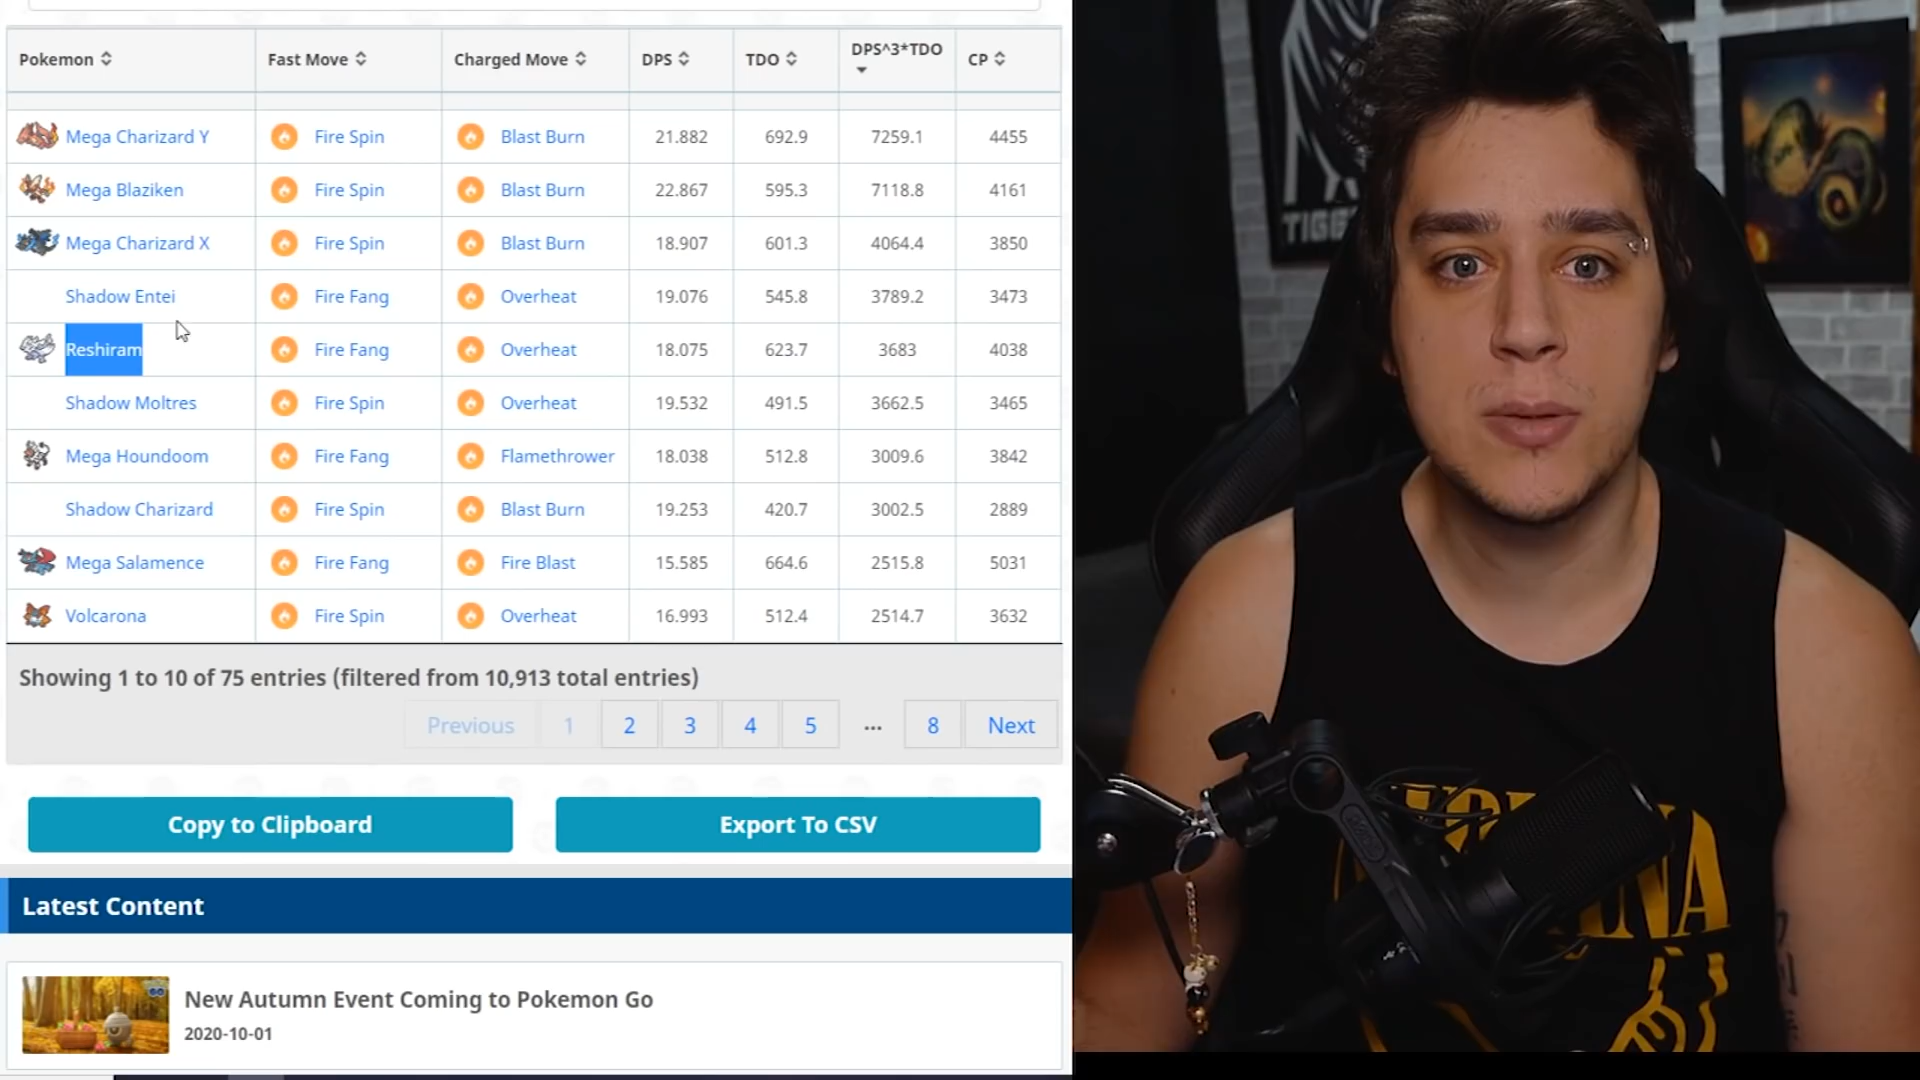 Pokemon Fast Move Charged Move DPS TDO DPS^3*TDO CP
Mega Charizard Y Fire Spin Blast Burn 21.882 692.9 7259.1 4455
Mega Blaziken Fire Spin Blast Burn 22.867 595.3 7118.8 4161
Mega Charizard X Fire Spin Blast Burn 18.907 601.3 4064.4 3850
Shadow Entei Fire Fang Overheat 19.076 545.8 3789.2 3473
Reshiram Fire Fang Overheat 18.075 623.7 3683 4038
Shadow Moltres Fire Spin Overheat 19.532 491.5 3662.5 3465
Mega Houndoom Fire Fang Flamethrower 18.038 512.8 3009.6 3842
Shadow Charizard Fire Spin Blast Burn 19.253 420.7 3002.5 2889
Mega Salamence Fire Fang Fire Blast 15.585 664.6 2515.8 5031
Volcarona Fire Spin Overheat 16.993 512.4 2514.7 3632
Showing 1 to 10 of 75 entries (filtered from 10,913 total entries)
Previous 1 2 3 4 5 ... 8 Next
Copy to Clipboard Export To CSV
Latest Content
New Autumn Event Coming to Pokemon Go
2020-10-01